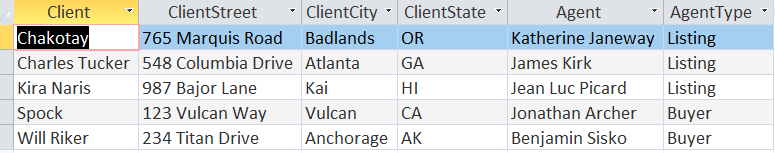 Client ClientStreet ClientCity ClientState Agent AgentType
Chakotay 765 Marquis Road Badlands OR Katherine Janeway Listing
Charles Tucker 548 Columbia Drive Atlanta GA James Kirk Listing
Kira Naris 987 Bajor Lane Kai HI Jean Luc Picard Listing
Spock 123 Vulcan Way Vulcan CA Jonathan Archer Buyer
Will Riker 234 Titan Drive Anchorage AK Benjamin Sisko Buyer